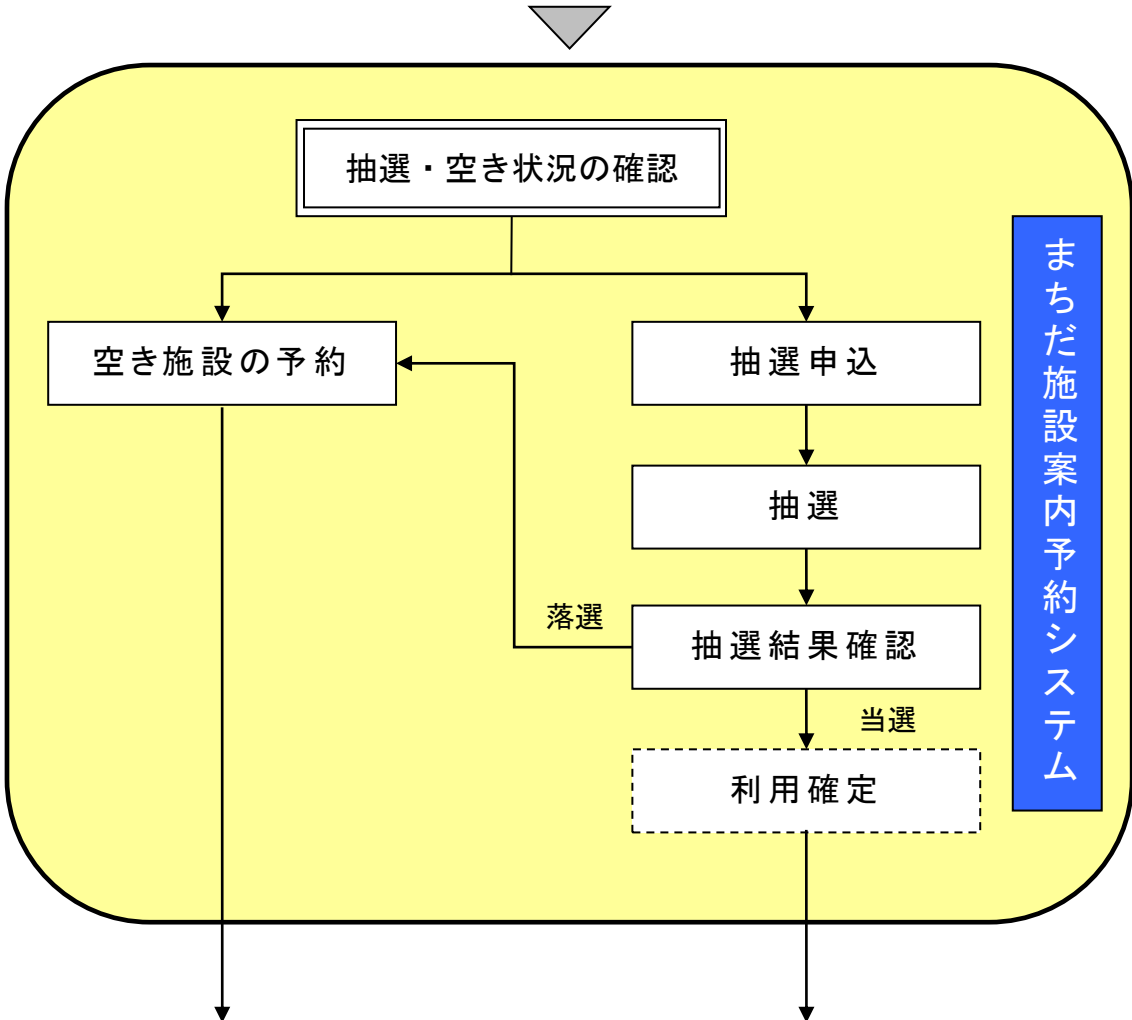 抽選・空き状況の確認
空き施設の予約
抽選申込
抽選
落選
抽選結果確認
当選
利用確定
まちだ施設案内予約システム